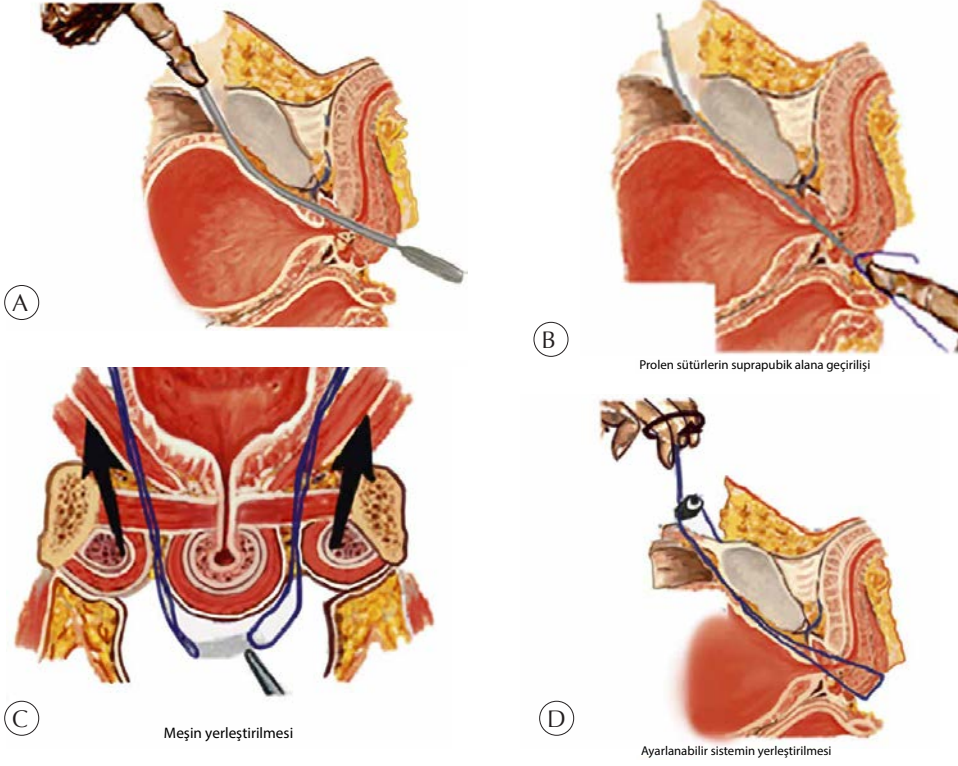 A
B
Prolen sütürlerin suprapubik alana geçirilişi
C
Meşin yerleştirilmesi
D
Ayarlanabilir sistemin yerleştirilmesi